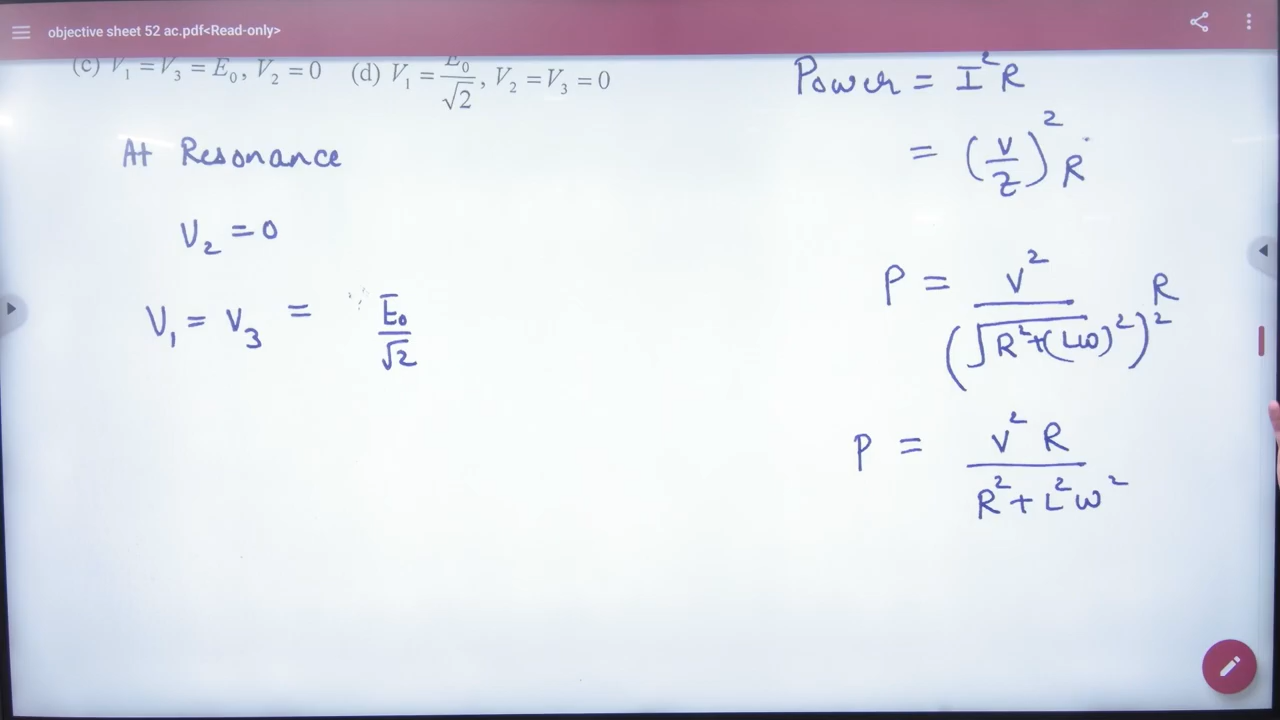 objective sheet 52 ac.pdf<Read-only>
(c) V₁ = V₃ = E₀, V₂ = 0 (d) V₁ = E₀/√2, V₂ = V₃ = 0
At Resonance
V₂ = 0
V₁ = V₃ = E₀/√2
Power = I²R
= (V/Z)² R
P = V²/(√R²+(Lω)²)² R
P = V² R/R² + L²ω²